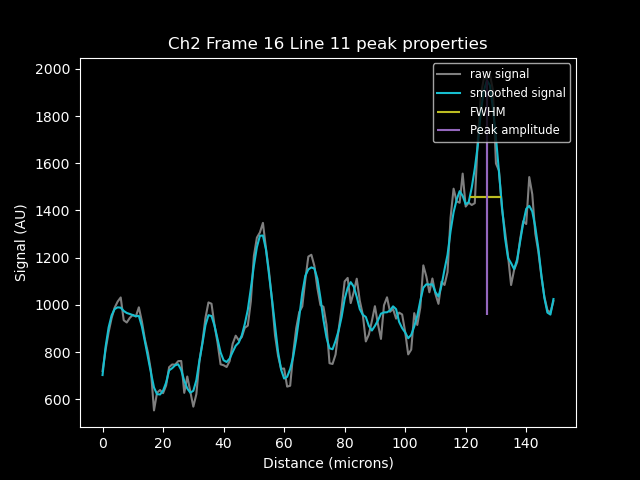 Ch2 Frame 16 Line 11 peak properties
raw signal
smoothed signal
FWHM
Peak amplitude
2000
1800
1600
1400
1200
1000
800
600
Signal (AU)
0 20 40 60 80 100 120 140
Distance (microns)